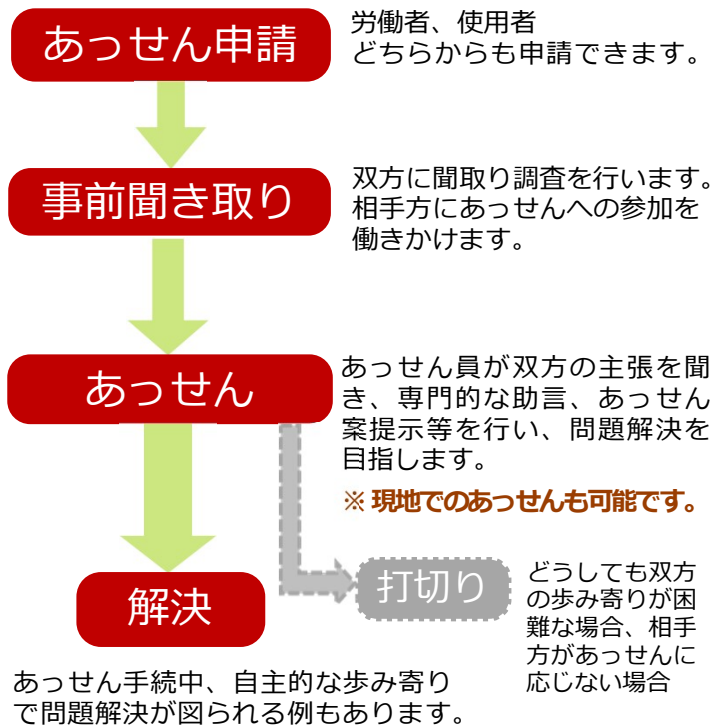 あっせん申請
労働者、使用者
どちらからも申請できます。
事前聞き取り
双方に聞取り調査を行います。
相手方にあっせんへの参加を
働きかけます。
あっせん
あっせん員が双方の主張を聞
き、専門的な助言、あっせん
案提示等を行い、問題解決を
目指します。
※ 現地でのあっせんも可能です。
解決
打切り
どうしても双方
の歩み寄りが困
難な場合、相手
方があっせんに
応じない場合
あっせん手続中、自主的な歩み寄り
で問題解決が図られる例もあります。